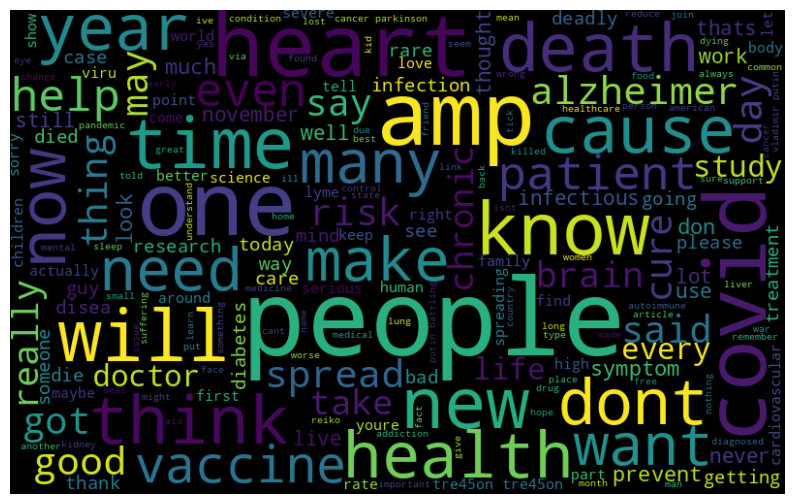 year
heart
death
people
covid
one
time
amp
know
will
think
health
new
dont
want
cause
many
make
need
help
even
say
now
thing
may
day
alzheimer
patient
study
risk
chronic
brain
cure
said
every
life
take
spread
doctor
vaccine
good
got
really
infection
infectious
november
research
science
today
symptom
prevent
getting
never
treatment
cardiovascular
diabetes
condition
severe
cancer parkinson
rare
deadly
work
thats
body
let
show
case
viru
much
world
thought
love
tell
point
still
died
well
better
look
way
care
mind
keep
see
right
lyme
human
serious
going
don
please
lot
use
family
find
spreading
high
bad
youre
live
first
die
maybe
someone
guy
disea
actually
around
children
sorry
pandemic
thank
another
kidney
rate
important
tre45on
tre45on
part
month
man
diagnosed
nothing
free
place
drug
hope
fact
addiction
give
reiko
worse
lung
medical
putin battling
vladimir putin
healthcare
person
american
autoimmune
article
country
women
liver
war
remember
support
sure
home
understand
control
state
link
friend
tick
killed
due
best
back
isnt
ill
told
great
come
early
change
eye
yes
ive
lost
via
found
kid
mean
seem
reduce
join
dying
common
food
always
wrong
mental
sleep
small
medicine
suffering
something
learn
put
issue
face
might
deal
aid
cant
name
long
type
made